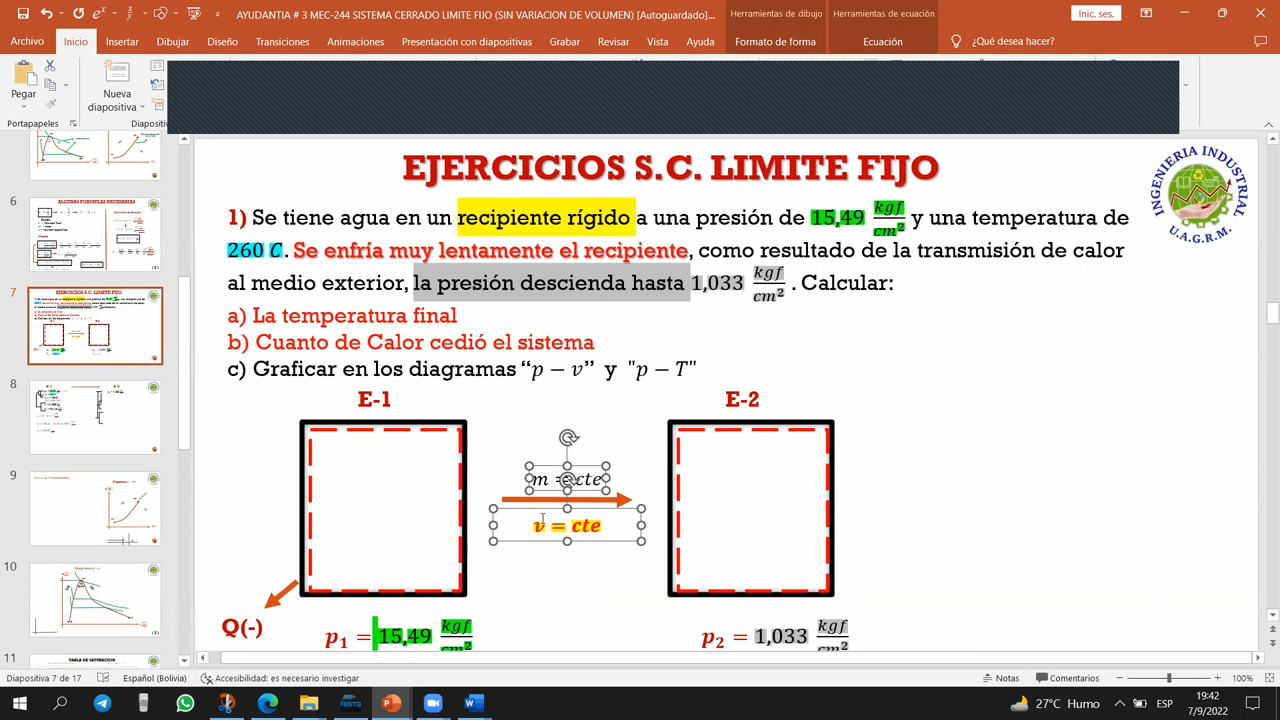 AYUDANTIA # 3 MEC-244 SISTEMA CERRADO LIMITE FIJO (SIN VARIACION DE VOLUMEN) [Autoguardado]...
Herramientas de dibujo
Herramientas de ecuación
Inic. ses.
Archivo Inicio Insertar Dibujar Diseño Transiciones Animaciones Presentación con diapositivas Grabar Revisar Vista Ayuda Formato de forma Ecuación ¿Qué desea hacer?
Pegar
Nueva
diapositiva
Portapapeles
Diapositi
6
7
8
9
10
11
EJERCICIOS S.C. LIMITE FIJO
INGENIERIA INDUSTRIAL
U.A.G.R.M.
1) Se tiene agua en un recipiente rígido a una presión de 15,49 kgf/cm² y una temperatura de
260 C. Se enfría muy lentamente el recipiente, como resultado de la transmisión de calor
al medio exterior, la presión descienda hasta 1,033 kgf/cm² . Calcular:
a) La temperatura final
b) Cuanto de Calor cedió el sistema
c) Graficar en los diagramas “p − v” y "p − T"
E-1
E-2
m = cte
v = cte
Q(-)
p₁ = 15,49 kgf/cm²
p₂ = 1,033 kgf/cm²
Diapositiva 7 de 17
Español (Bolivia)
Accesibilidad: es necesario investigar
Notas
Comentarios
100%
27°C Humo
ESP
19:42
7/9/2022